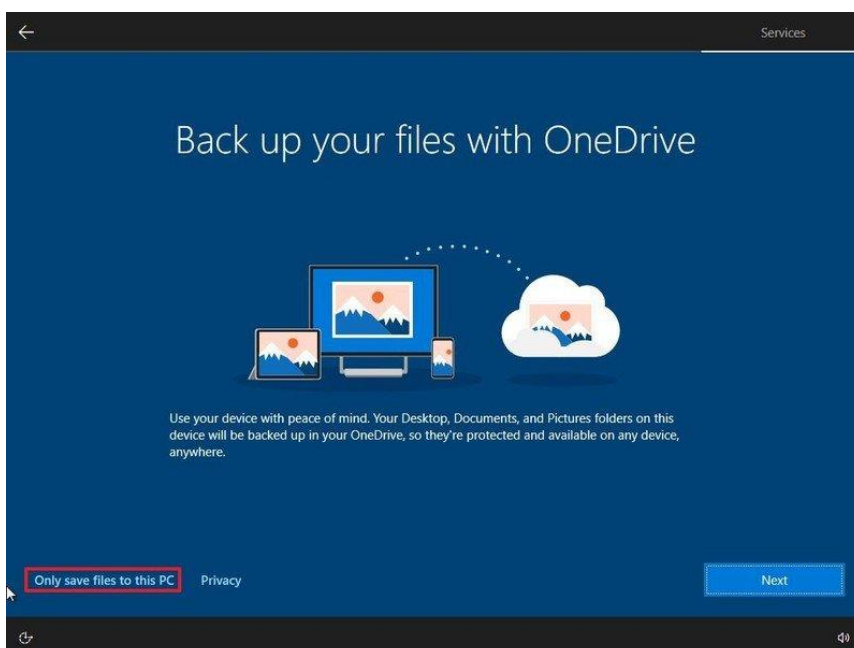 Services
Back up your files with OneDrive
Use your device with peace of mind. Your Desktop, Documents, and Pictures folders on this
device will be backed up in your OneDrive, so they're protected and available on any device,
anywhere.
Only save files to this PC Privacy Next